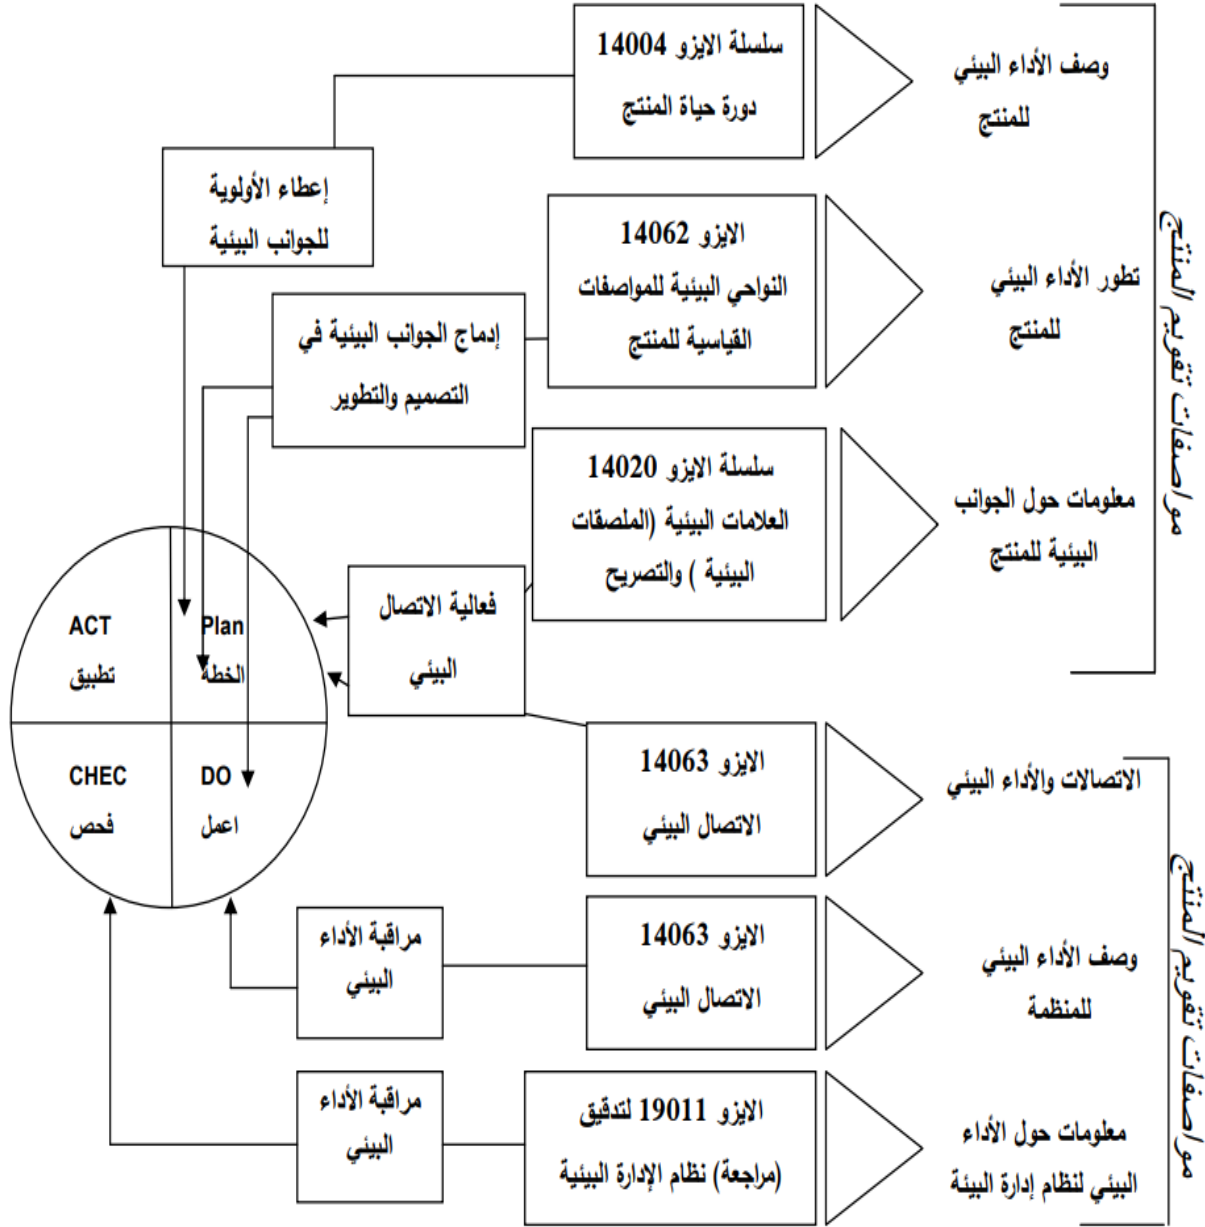 سلسلة الايزو 14004
دورة حياة المنتج
وصف الأداء البيئي
للمنتج
إعطاء الأولوية
للجوانب البيئية
الايزو 14062
النواحي البيئية للمواصفات
القياسية للمنتج
تطور الأداء البيئي
للمنتج
إدماج الجوانب البيئية في
التصميم والتطوير
سلسلة الايزو 14020
العلامات البيئية (الملصقات
البيئية ) والتصريح
معلومات حول الجوانب
البيئية للمنتج
مواصفات تقويم المنتج
فعالية الاتصال
البيئي
ACT
تطبيق
Plan
الخطة
CHEC
فحص
DO
اعمل
الايزو 14063
الاتصال البيئي
الاتصالات والأداء البيئي
مراقبة الأداء
البيئي
الايزو 14063
الاتصال البيئي
وصف الأداء البيئي
للمنظمة
مراقبة الأداء
البيئي
الايزو 19011 لتدقيق
(مراجعة) نظام الإدارة البيئية
معلومات حول الأداء
البيئي لنظام إدارة البيئة
مواصفات تقويم المنتج